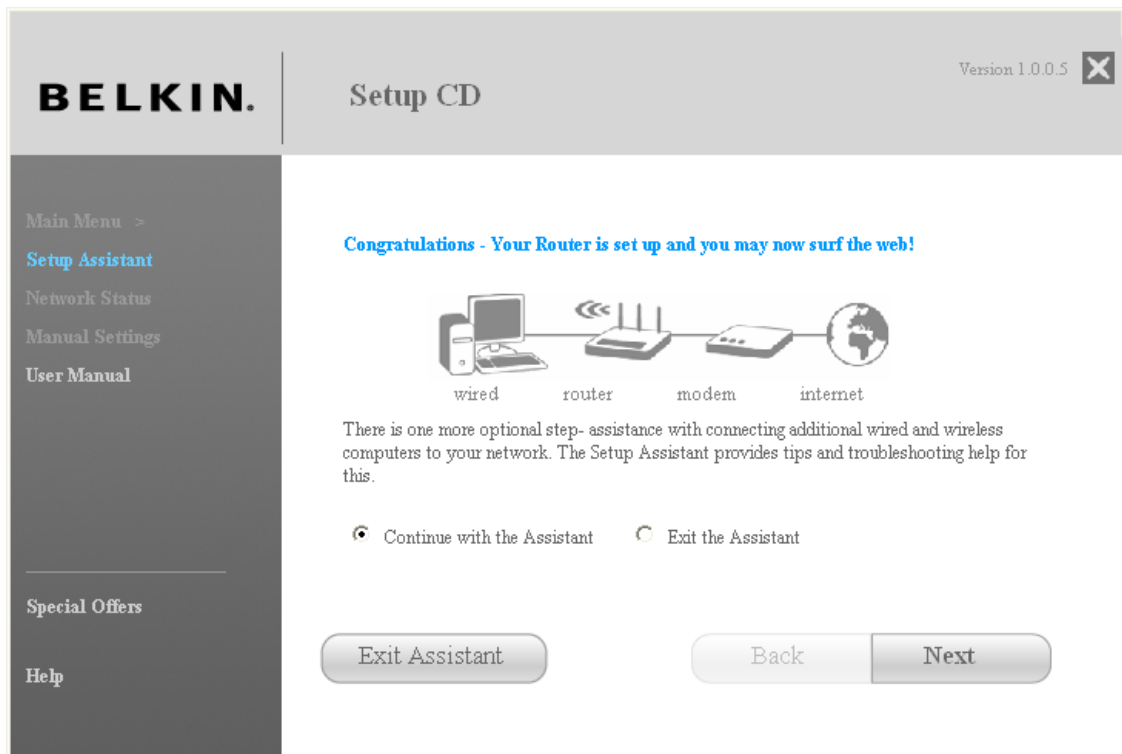 BELKIN.
Setup CD
Version 1.0.0.5
Main Menu >
Setup Assistant
Network Status
Manual Settings
User Manual
Special Offers
Help
Congratulations - Your Router is set up and you may now surf the web!
wired router modem internet
There is one more optional step- assistance with connecting additional wired and wireless
computers to your network. The Setup Assistant provides tips and troubleshooting help for
this.
Continue with the Assistant Exit the Assistant
Exit Assistant Back Next